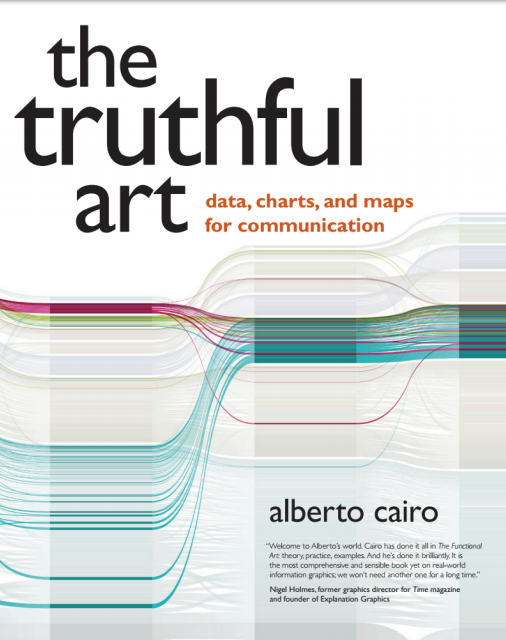 the
truthful
art
data, charts, and maps
for communication
alberto cairo
“Welcome to Alberto’s world. Cairo has done it all in The Functional
Art: theory, practice, examples. And he’s done it brilliantly. It is
the most comprehensive and sensible book yet on real-world
information graphics; we won’t need another one for a long time.”
Nigel Holmes, former graphics director for Time magazine
and founder of Explanation Graphics